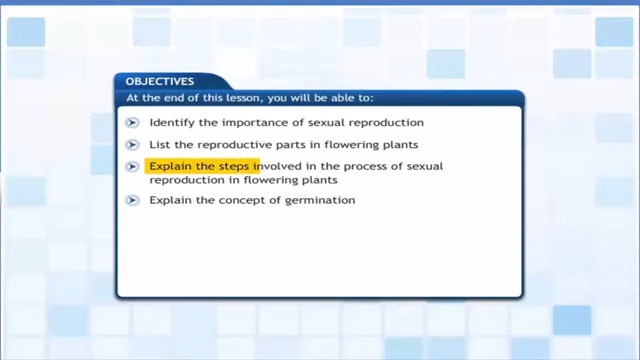 OBJECTIVES
At the end of this lesson, you will be able to:
Identify the importance of sexual reproduction
List the reproductive parts in flowering plants
Explain the steps involved in the process of sexual
reproduction in flowering plants
Explain the concept of germination